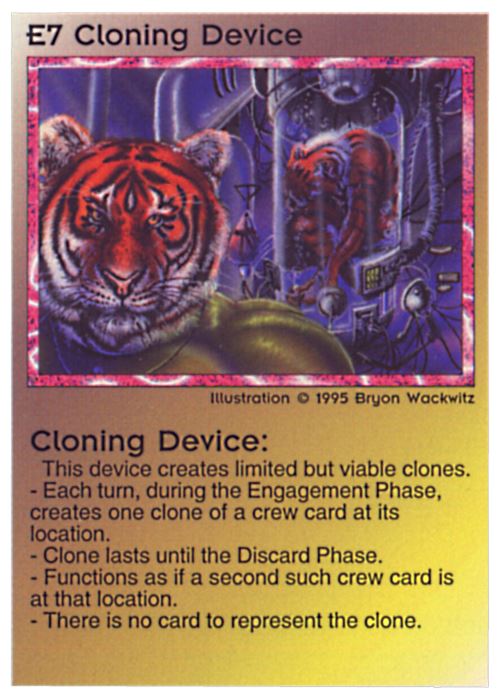 E7 Cloning Device
Illustration © 1995 Bryon Wackwitz
Cloning Device:
This device creates limited but viable clones.
- Each turn, during the Engagement Phase,
creates one clone of a crew card at its
location.
- Clone lasts until the Discard Phase.
- Functions as if a second such crew card is
at that location.
- There is no card to represent the clone.